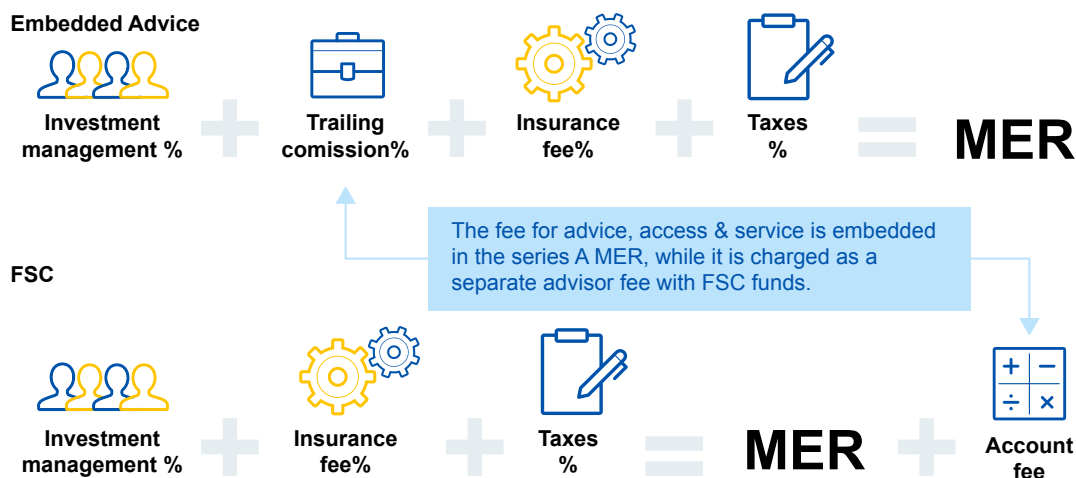 Embedded Advice
Investment
management %
Trailing
comission%
Insurance
fee%
Taxes
%
MER
The fee for advice, access & service is embedded
in the series A MER, while it is charged as a
separate advisor fee with FSC funds.
FSC
Investment
management %
Insurance
fee%
Taxes
%
MER
Account
fee